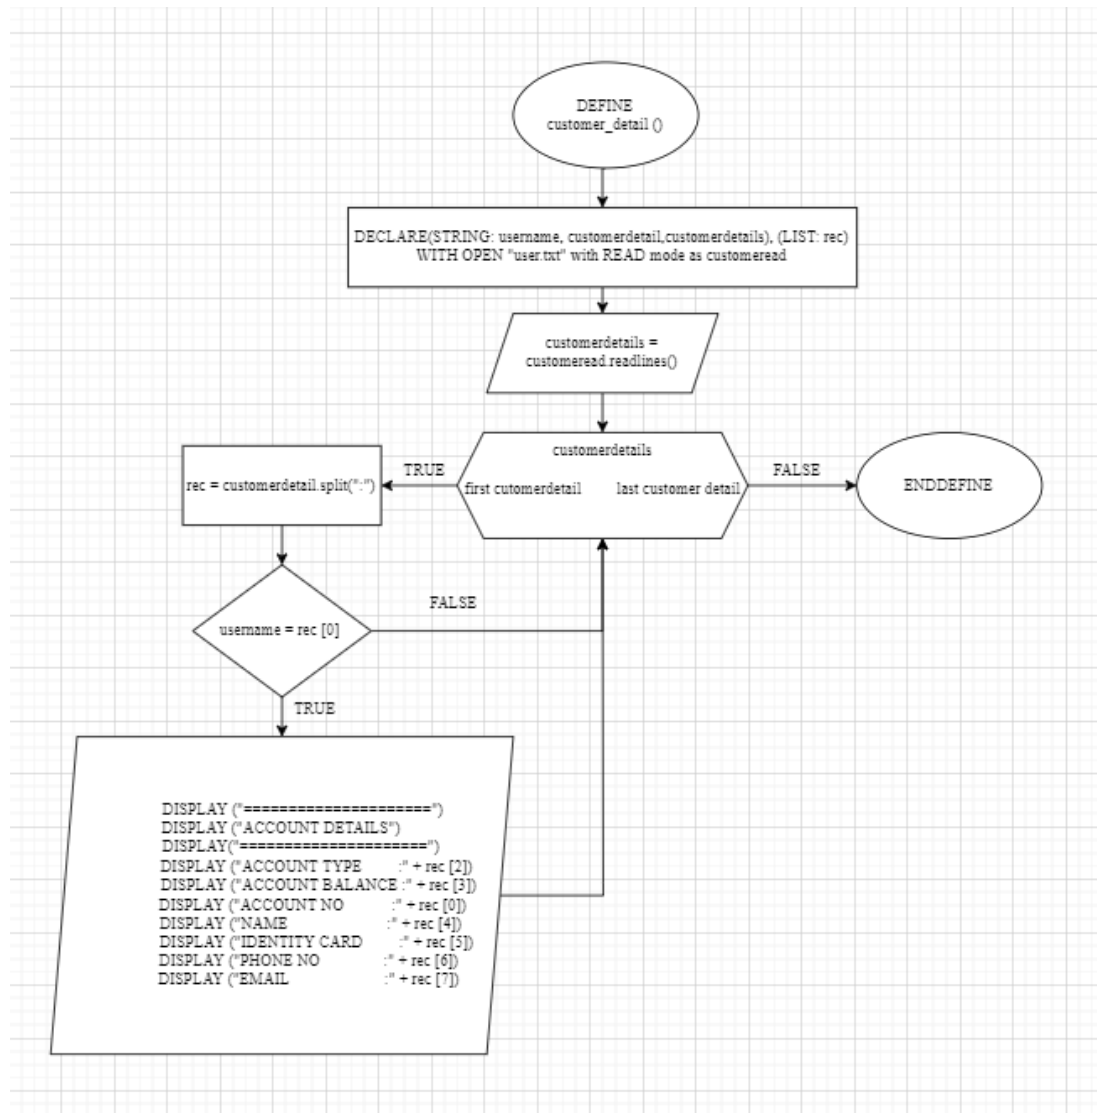 DEFINE
customer_detail ()
DECLARE(STRING: username, customerdetail,customerdetails), (LIST: rec)
WITH OPEN "user.txt" with READ mode as customeread
customerdetails =
customeread.readlines()
customerdetails
first cutomerdetail last customer detail
TRUE
FALSE
rec = customerdetail.split(":")
ENDDEFINE
username = rec [0]
FALSE
TRUE
DISPLAY ("=====================")
DISPLAY ("ACCOUNT DETAILS")
DISPLAY("=====================")
DISPLAY ("ACCOUNT TYPE :" + rec [2])
DISPLAY ("ACCOUNT BALANCE :" + rec [3])
DISPLAY ("ACCOUNT NO :" + rec [0])
DISPLAY ("NAME :" + rec [4])
DISPLAY ("IDENTITY CARD :" + rec [5])
DISPLAY ("PHONE NO :" + rec [6])
DISPLAY ("EMAIL :" + rec [7])